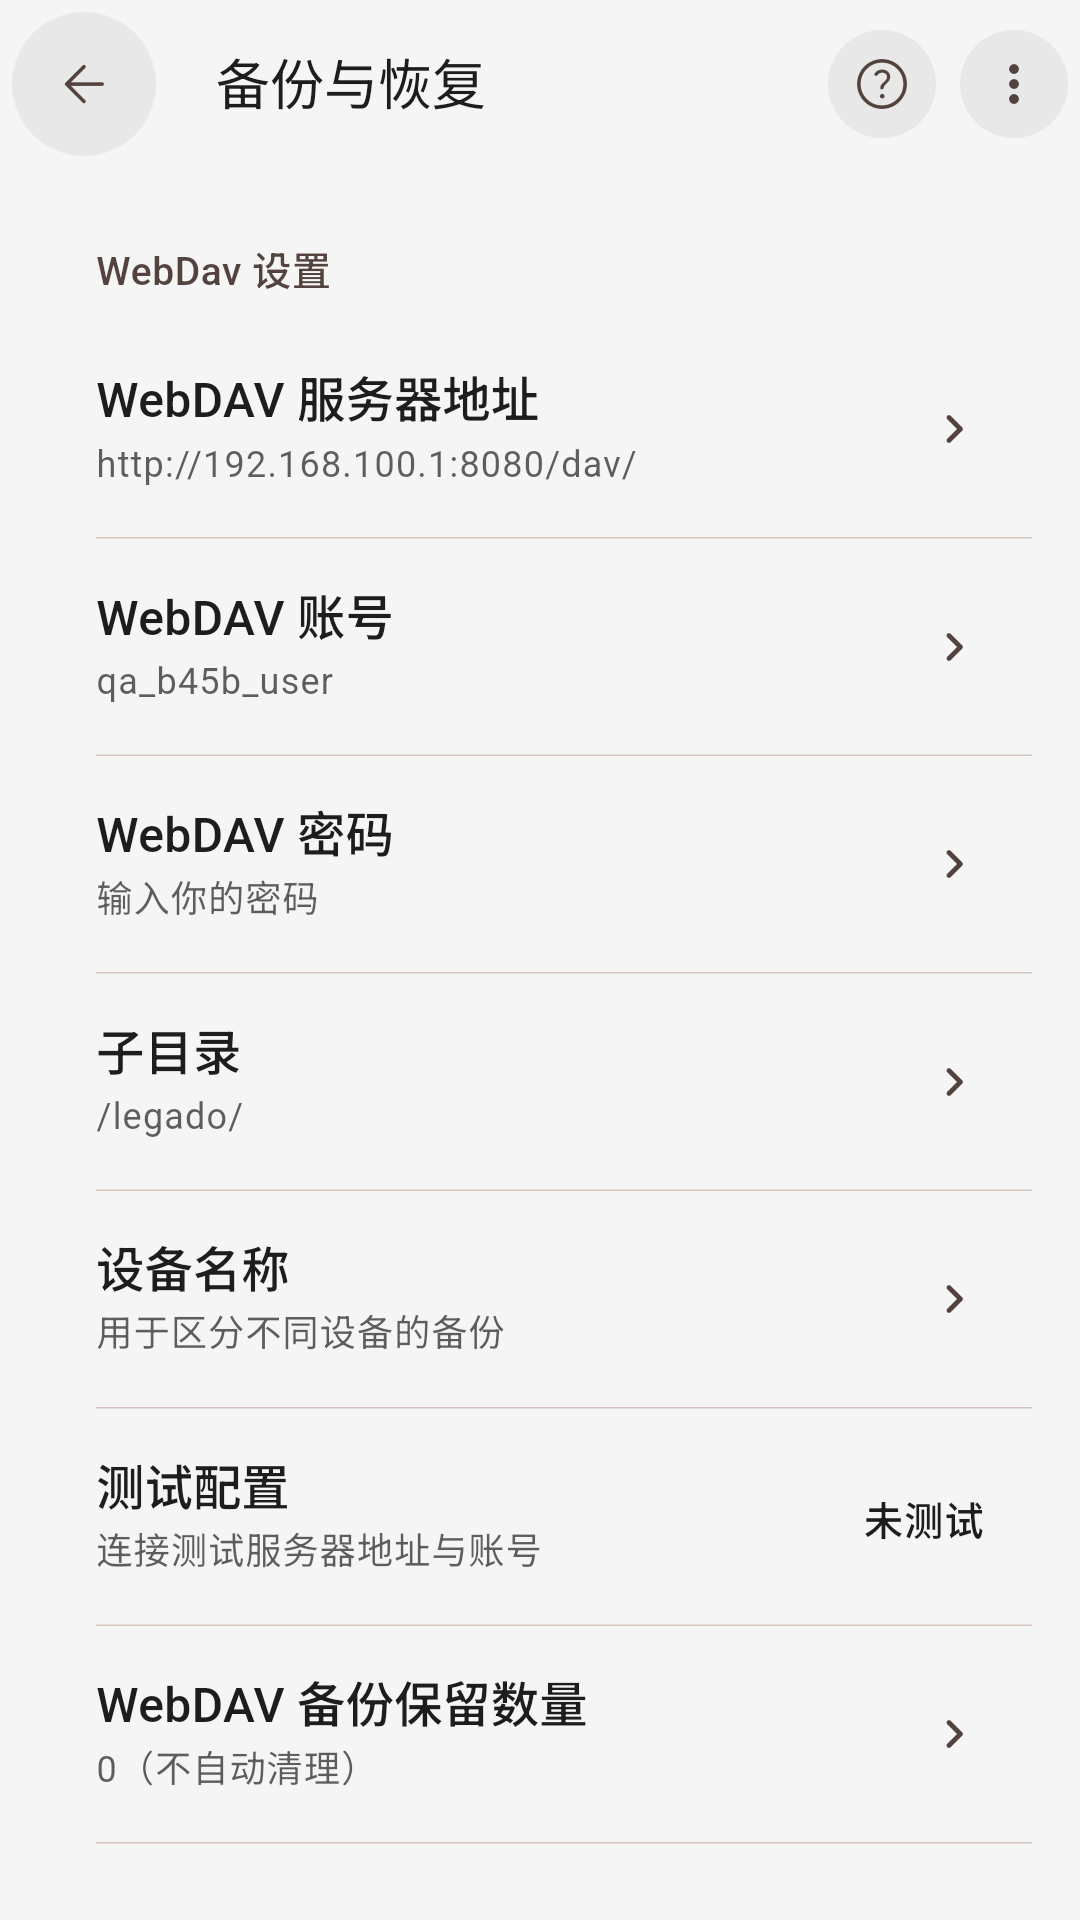 备份与恢复
WebDav 设置
WebDAV 服务器地址
http://192.168.100.1:8080/dav/
WebDAV 账号
qa_b45b_user
WebDAV 密码
输入你的密码
子目录
/legado/
设备名称
用于区分不同设备的备份
测试配置
连接测试服务器地址与账号
未测试
WebDAV 备份保留数量
0（不自动清理）